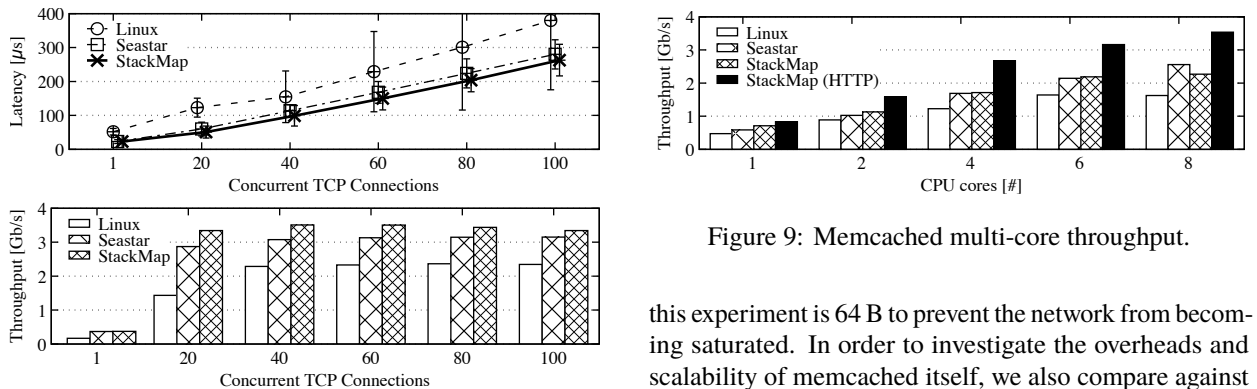 400
300
200
100
0
Latency [µs]
Linux
Seastar
StackMap
1 20 40 60 80 100
Concurrent TCP Connections
4
3
2
1
0
Throughput [Gb/s]
Linux
Seastar
StackMap
1 20 40 60 80 100
Concurrent TCP Connections
4
3
2
1
0
Throughput [Gb/s]
Linux
Seastar
StackMap
StackMap (HTTP)
1 2 4 6 8
CPU cores [#]
Figure 9: Memcached multi-core throughput.
this experiment is 64 B to prevent the network from becom-
ing saturated. In order to investigate the overheads and
scalability of memcached itself, we also compare against